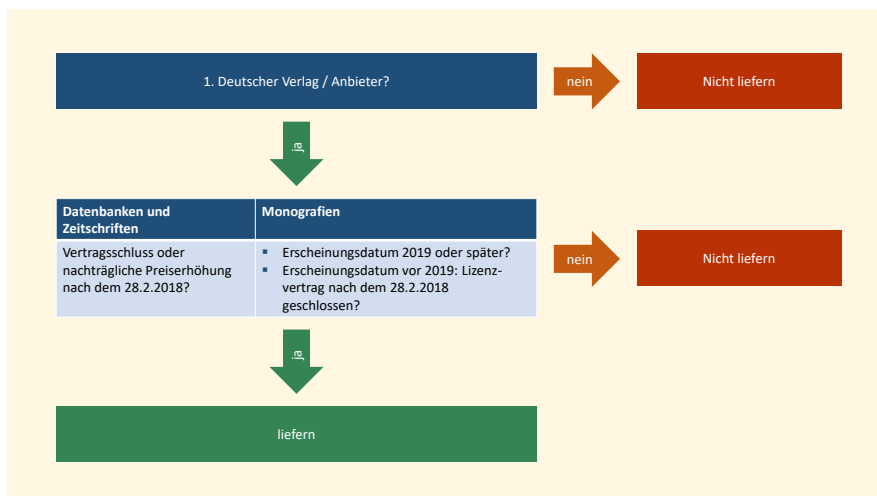 1. Deutscher Verlag / Anbieter?
nein
Nicht liefern
ja
Datenbanken und
Zeitschriften
Monografien
Vertragsschluss oder
nachträgliche Preiserhöhung
nach dem 28.2.2018?
▪ Erscheinungsdatum 2019 oder später?
▪ Erscheinungsdatum vor 2019: Lizenz-
vertrag nach dem 28.2.2018
geschlossen?
nein
Nicht liefern
ja
liefern